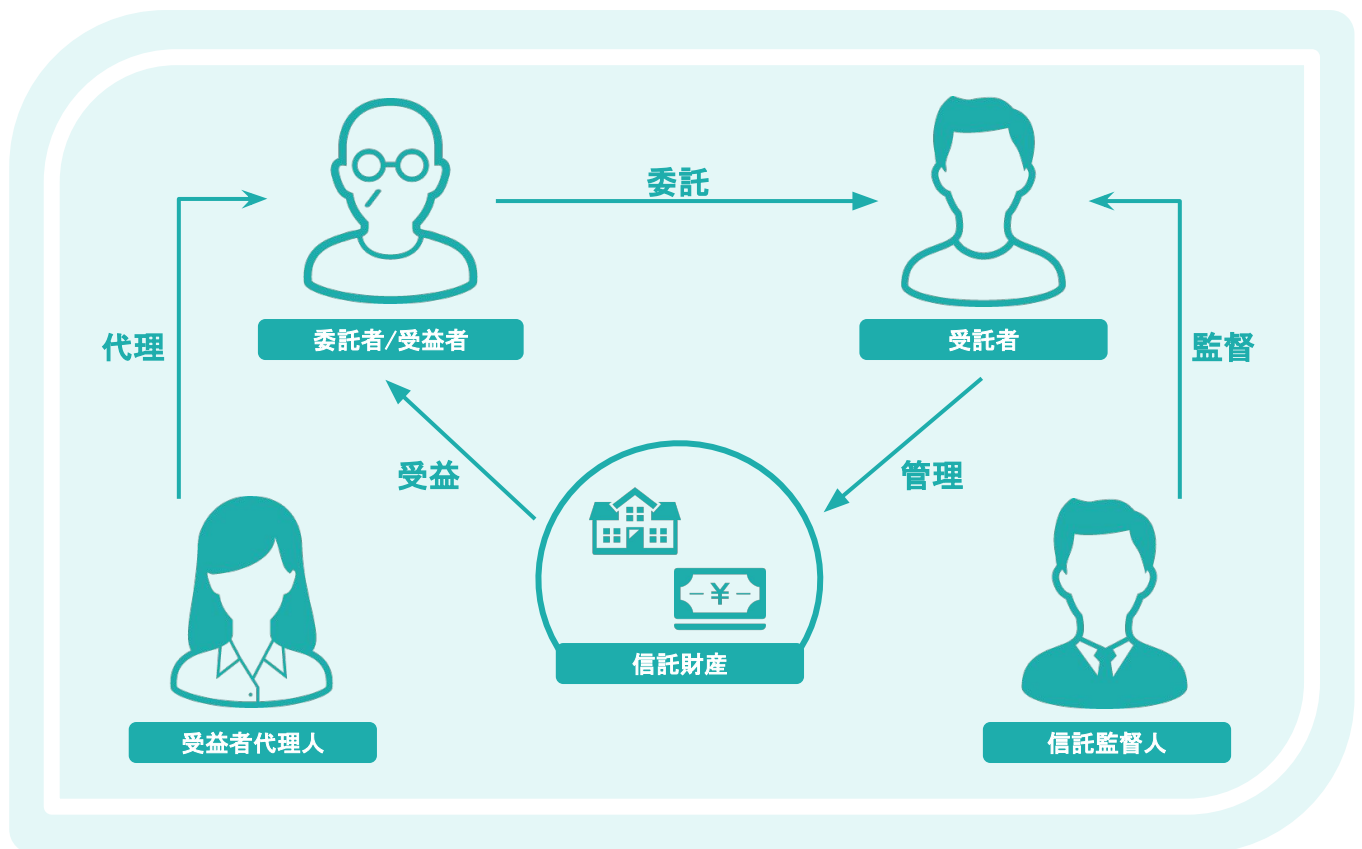 委託
委託者/受益者
受託者
代理
監督
受益
管理
¥
信託財産
受益者代理人
信託監督人